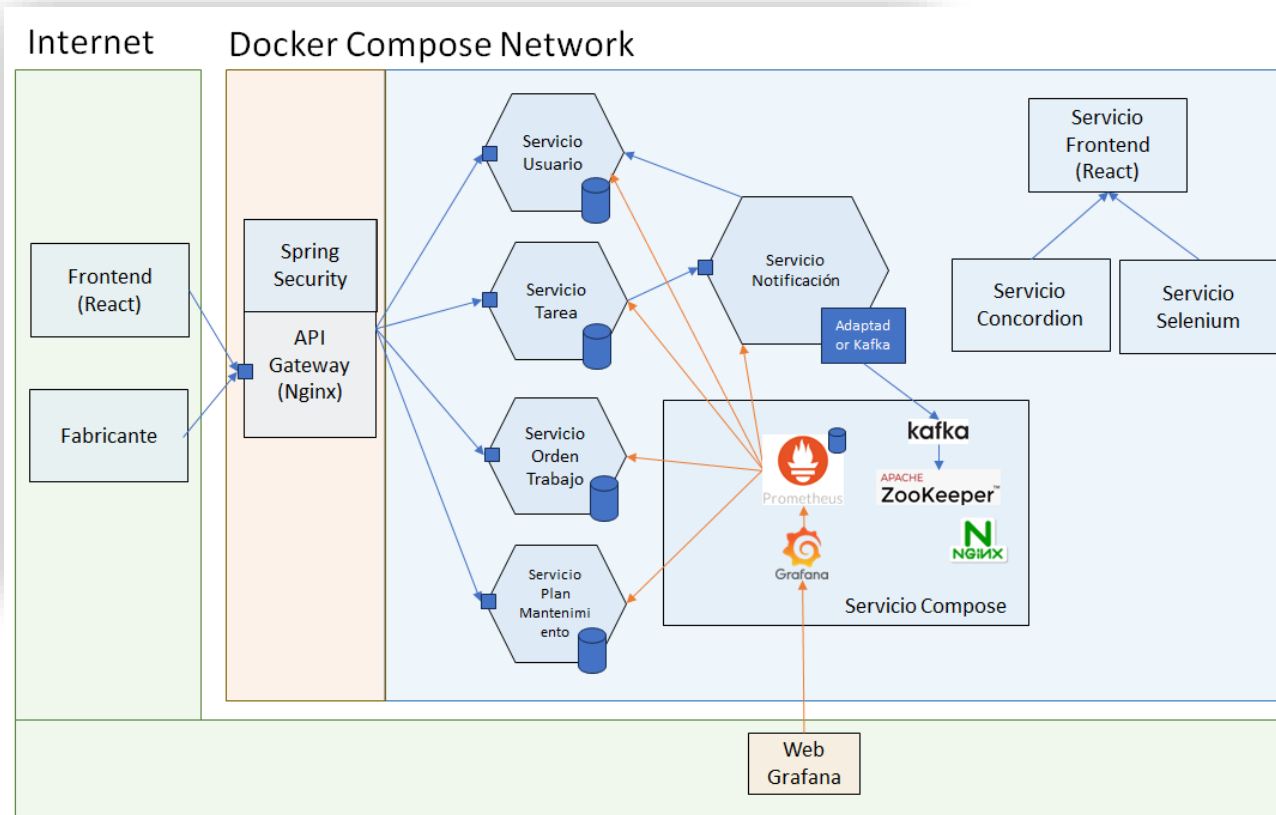 Internet
Docker Compose Network
Frontend
(React)
Fabricante
Spring
Security
API
Gateway
(Nginx)
Servicio
Usuario
Servicio
Tarea
Servicio
Orden
Trabajo
Servicio
Plan
Mantenimi
ento
Servicio
Notificación
Adaptad
or Kafka
Servicio
Frontend
(React)
Servicio
Concordion
Servicio
Selenium
Prometheus
Grafana
kafka
APACHE
ZooKeeper™
N
NGINX
Servicio Compose
Web
Grafana